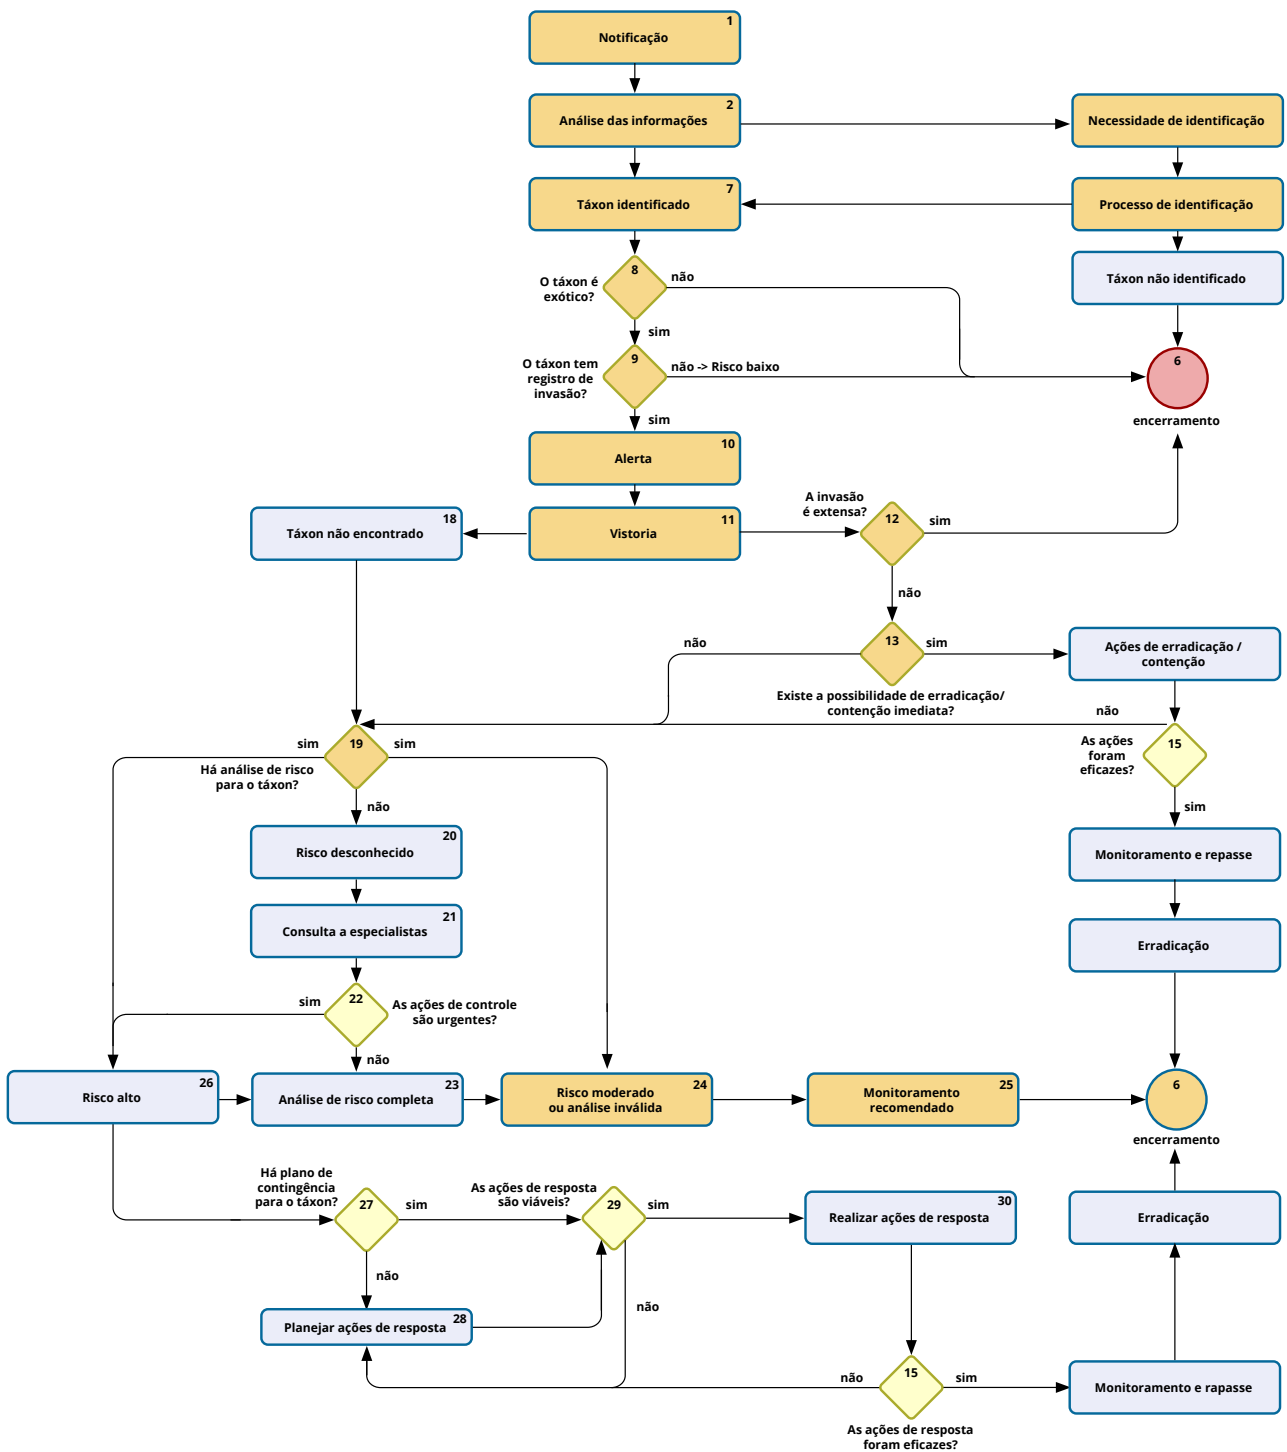 1
Notificação
2
Análise das informações
Necessidade de identificação
7
Táxon identificado
Processo de identificação
8
O táxon é
exótico?
não
sim
Táxon não identificado
9
O táxon tem
registro de
invasão?
não -> Risco baixo
sim
6
encerramento
10
Alerta
18
Táxon não encontrado
11
Vistoria
A invasão
é extensa?
12
sim
não
13
não
sim
Existe a possibilidade de erradicação/
contenção imediata?
Ações de erradicação /
contenção
não
15
As ações
foram
eficazes?
sim
19
sim
sim
Há análise de risco
para o táxon?
não
20
Risco desconhecido
Monitoramento e repasse
21
Consulta a especialistas
Erradicação
22
sim
As ações de controle
são urgentes?
não
26
Risco alto
23
Análise de risco completa
24
Risco moderado
ou análise inválida
25
Monitoramento
recomendado
6
encerramento
Há plano de
contingência
para o táxon?
27
sim
não
As ações de resposta
são viáveis?
29
sim
não
30
Realizar ações de resposta
Erradicação
28
Planejar ações de resposta
15
não
sim
As ações de resposta
foram eficazes?
Monitoramento e rapasse